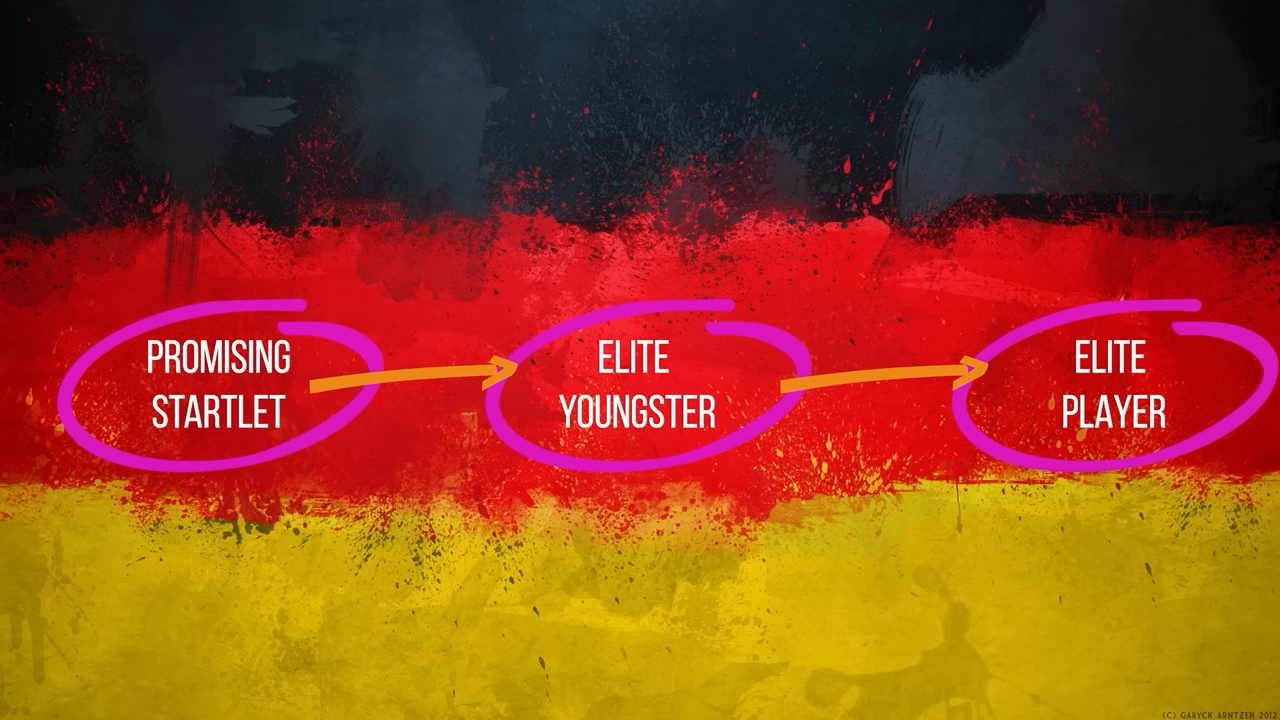 PROMISING
STARTLET
ELITE
YOUNGSTER
ELITE
PLAYER
(C) GARYCK ARNTZEN 2012